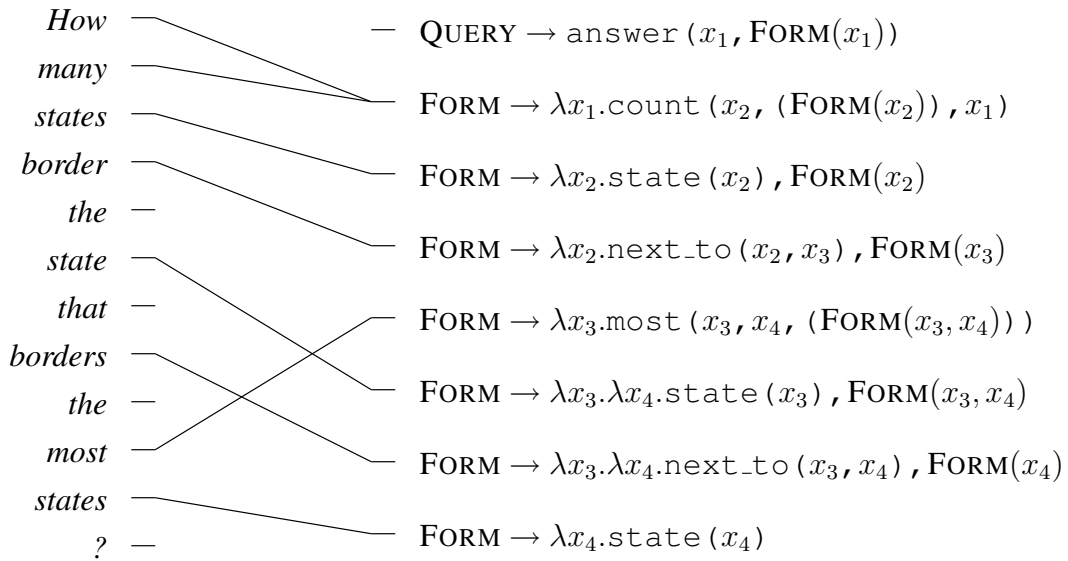 How
many
states
border
the
state
that
borders
the
most
states
?
QUERY → answer(x₁,FORM(x₁))
FORM → λx₁.count(x₂,(FORM(x₂)),x₁)
FORM → λx₂.state(x₂),FORM(x₂)
FORM → λx₂.next_to(x₂,x₃),FORM(x₃)
FORM → λx₃.most(x₃,x₄,(FORM(x₃,x₄)))
FORM → λx₃.λx₄.state(x₃),FORM(x₃,x₄)
FORM → λx₃.λx₄.next_to(x₃,x₄),FORM(x₄)
FORM → λx₄.state(x₄)